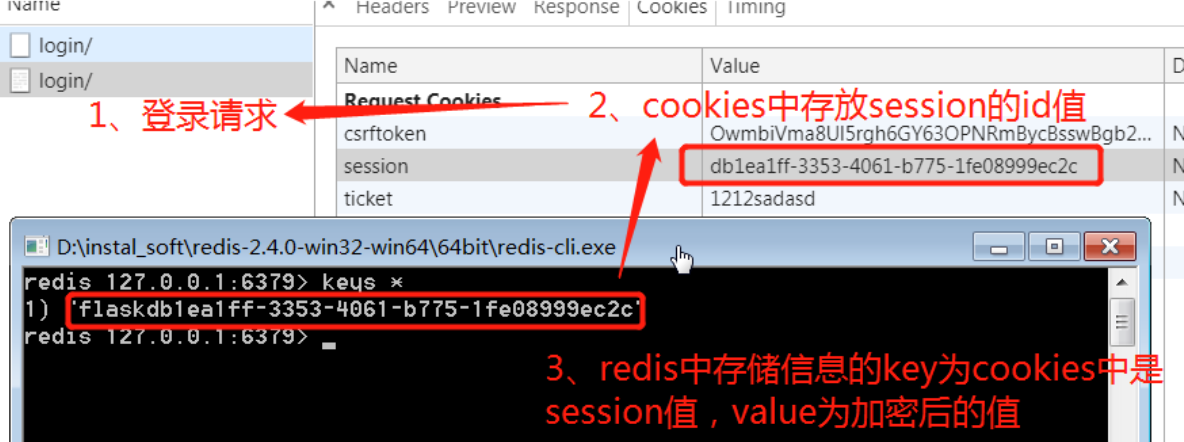 Name
Headers Preview Response Cookies Timing
login/
login/
Name Value D
Request Cookies
csrftoken OwmbiVma8UI5rgh6GY63OPNRmBycBsswBgb2... N
session db1ea1ff-3353-4061-b775-1fe08999ec2c N
ticket 1212sadasd N
1、登录请求
2、cookies中存放session的id值
D:\instal_soft\redis-2.4.0-win32-win64\64bit\redis-cli.exe
redis 127.0.0.1:6379> keys *
1) "flaskdb1ea1ff-3353-4061-b775-1fe08999ec2c"
redis 127.0.0.1:6379> _
3、redis中存储信息的key为cookies中是
session值，value为加密后的值